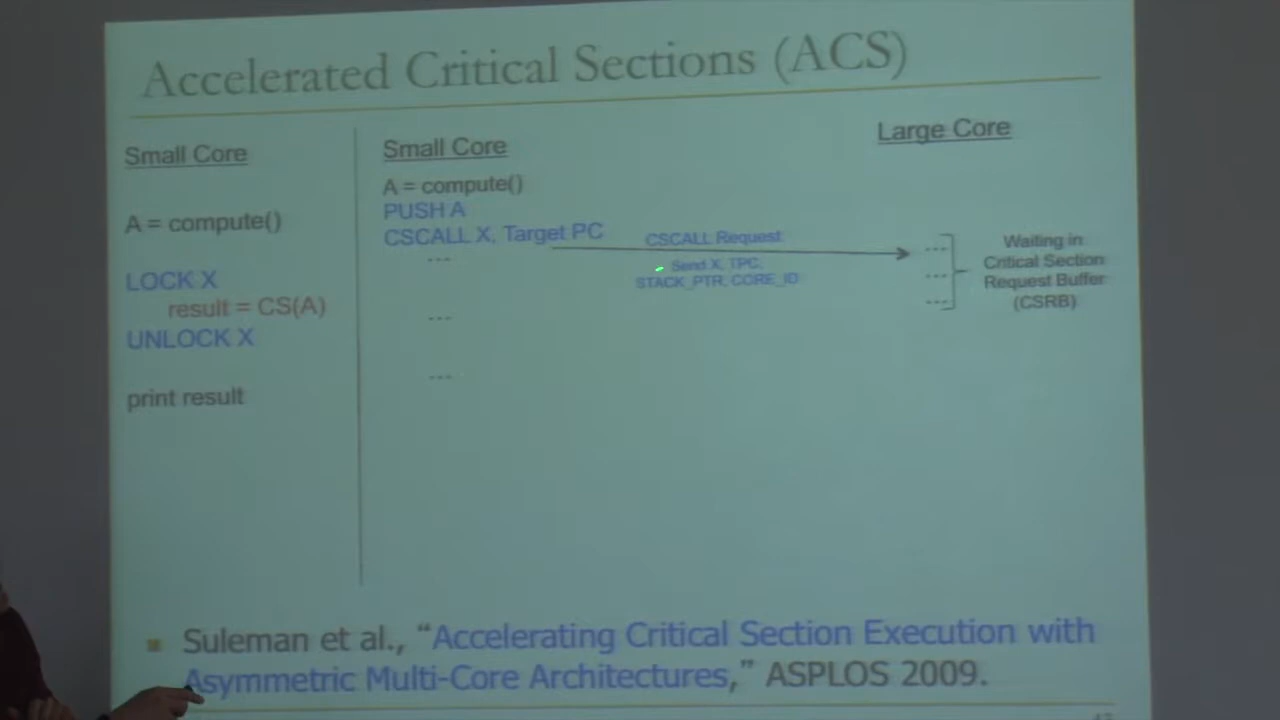 Accelerated Critical Sections (ACS)
Small Core
A = compute()
LOCK X
result = CS(A)
UNLOCK X
print result
Small Core
A = compute()
PUSH A
CSCALL X, Target PC
...
...
...
CSCALL Request
Send X, TPC,
STACK_PTR, CORE_ID
Large Core
...
...
...
Waiting in
Critical Section
Request Buffer
(CSRB)
Suleman et al., “Accelerating Critical Section Execution with
Asymmetric Multi-Core Architectures,” ASPLOS 2009.